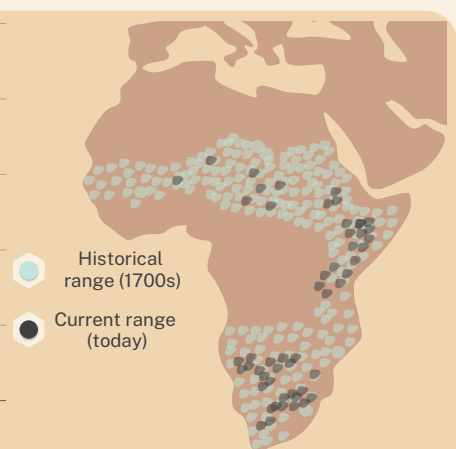 Historical
range (1700s)
Current range
(today)